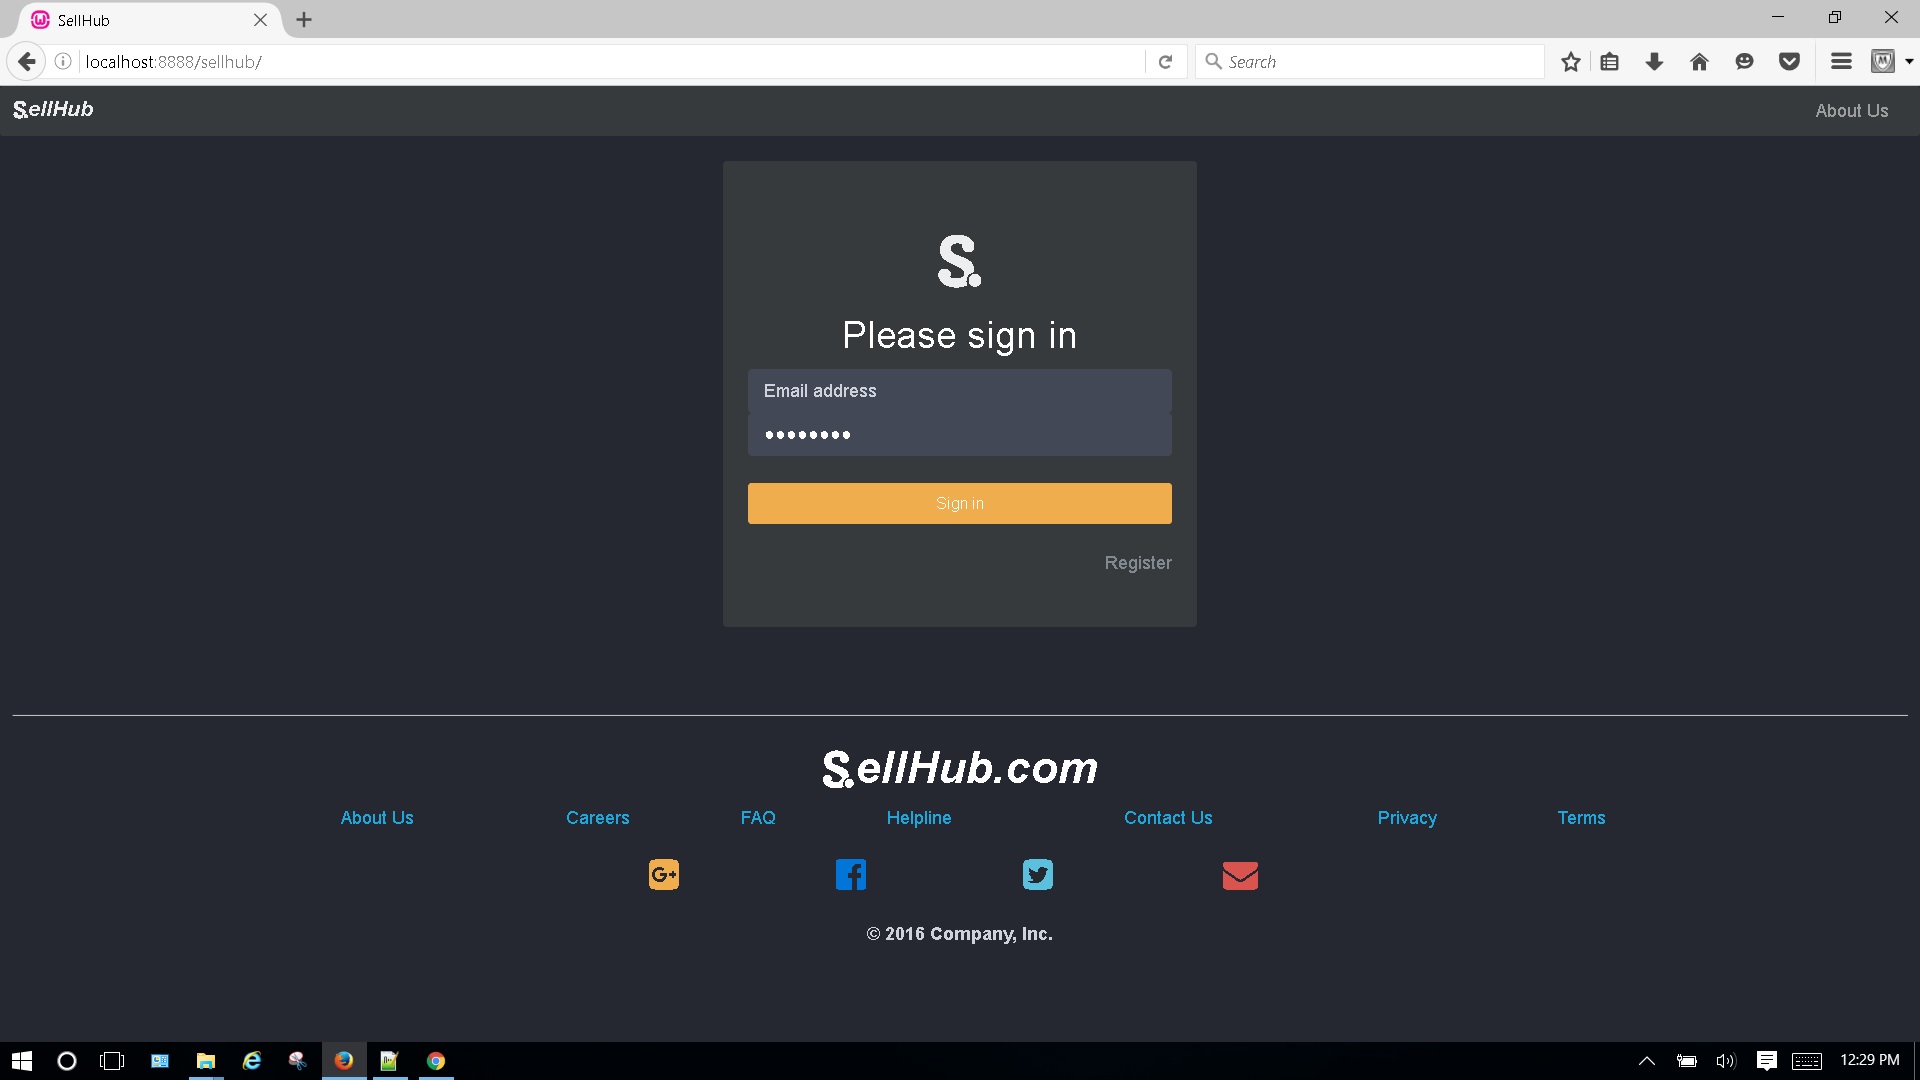 SellHub
localhost:8888/sellhub/
Search
SellHub
About Us
S.
Please sign in
Email address
••••••••
Sign in
Register
S.ellHub.com
About Us Careers FAQ Helpline Contact Us Privacy Terms
G+
© 2016 Company, Inc.
12:29 PM